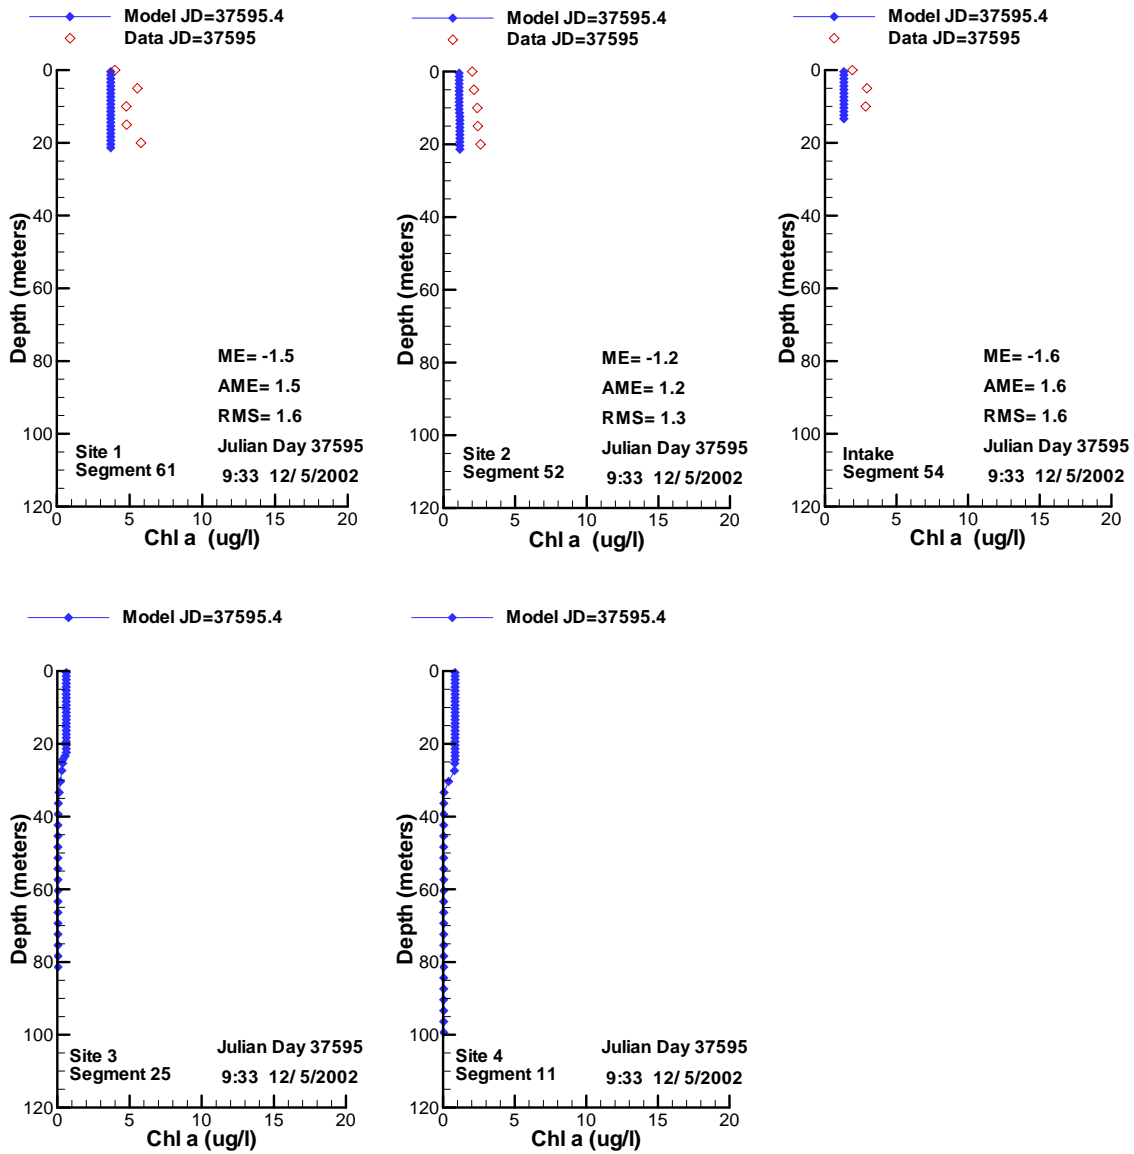 Model JD=37595.4
Data JD=37595
0
20
40
60
80
100
120
Depth (meters)
ME= -1.5
AME= 1.5
RMS= 1.6
Site 1
Segment 61
Julian Day 37595
9:33 12/ 5/2002
0 5 10 15 20
Chl a (ug/l)
Model JD=37595.4
Data JD=37595
0
20
40
60
80
100
120
Depth (meters)
ME= -1.2
AME= 1.2
RMS= 1.3
Site 2
Segment 52
Julian Day 37595
9:33 12/ 5/2002
0 5 10 15 20
Chl a (ug/l)
Model JD=37595.4
Data JD=37595
0
20
40
60
80
100
120
Depth (meters)
ME= -1.6
AME= 1.6
RMS= 1.6
Intake
Segment 54
Julian Day 37595
9:33 12/ 5/2002
0 5 10 15 20
Chl a (ug/l)
Model JD=37595.4
0
20
40
60
80
100
120
Depth (meters)
Site 3
Segment 25
Julian Day 37595
9:33 12/ 5/2002
0 5 10 15 20
Chl a (ug/l)
Model JD=37595.4
0
20
40
60
80
100
120
Depth (meters)
Site 4
Segment 11
Julian Day 37595
9:33 12/ 5/2002
0 5 10 15 20
Chl a (ug/l)